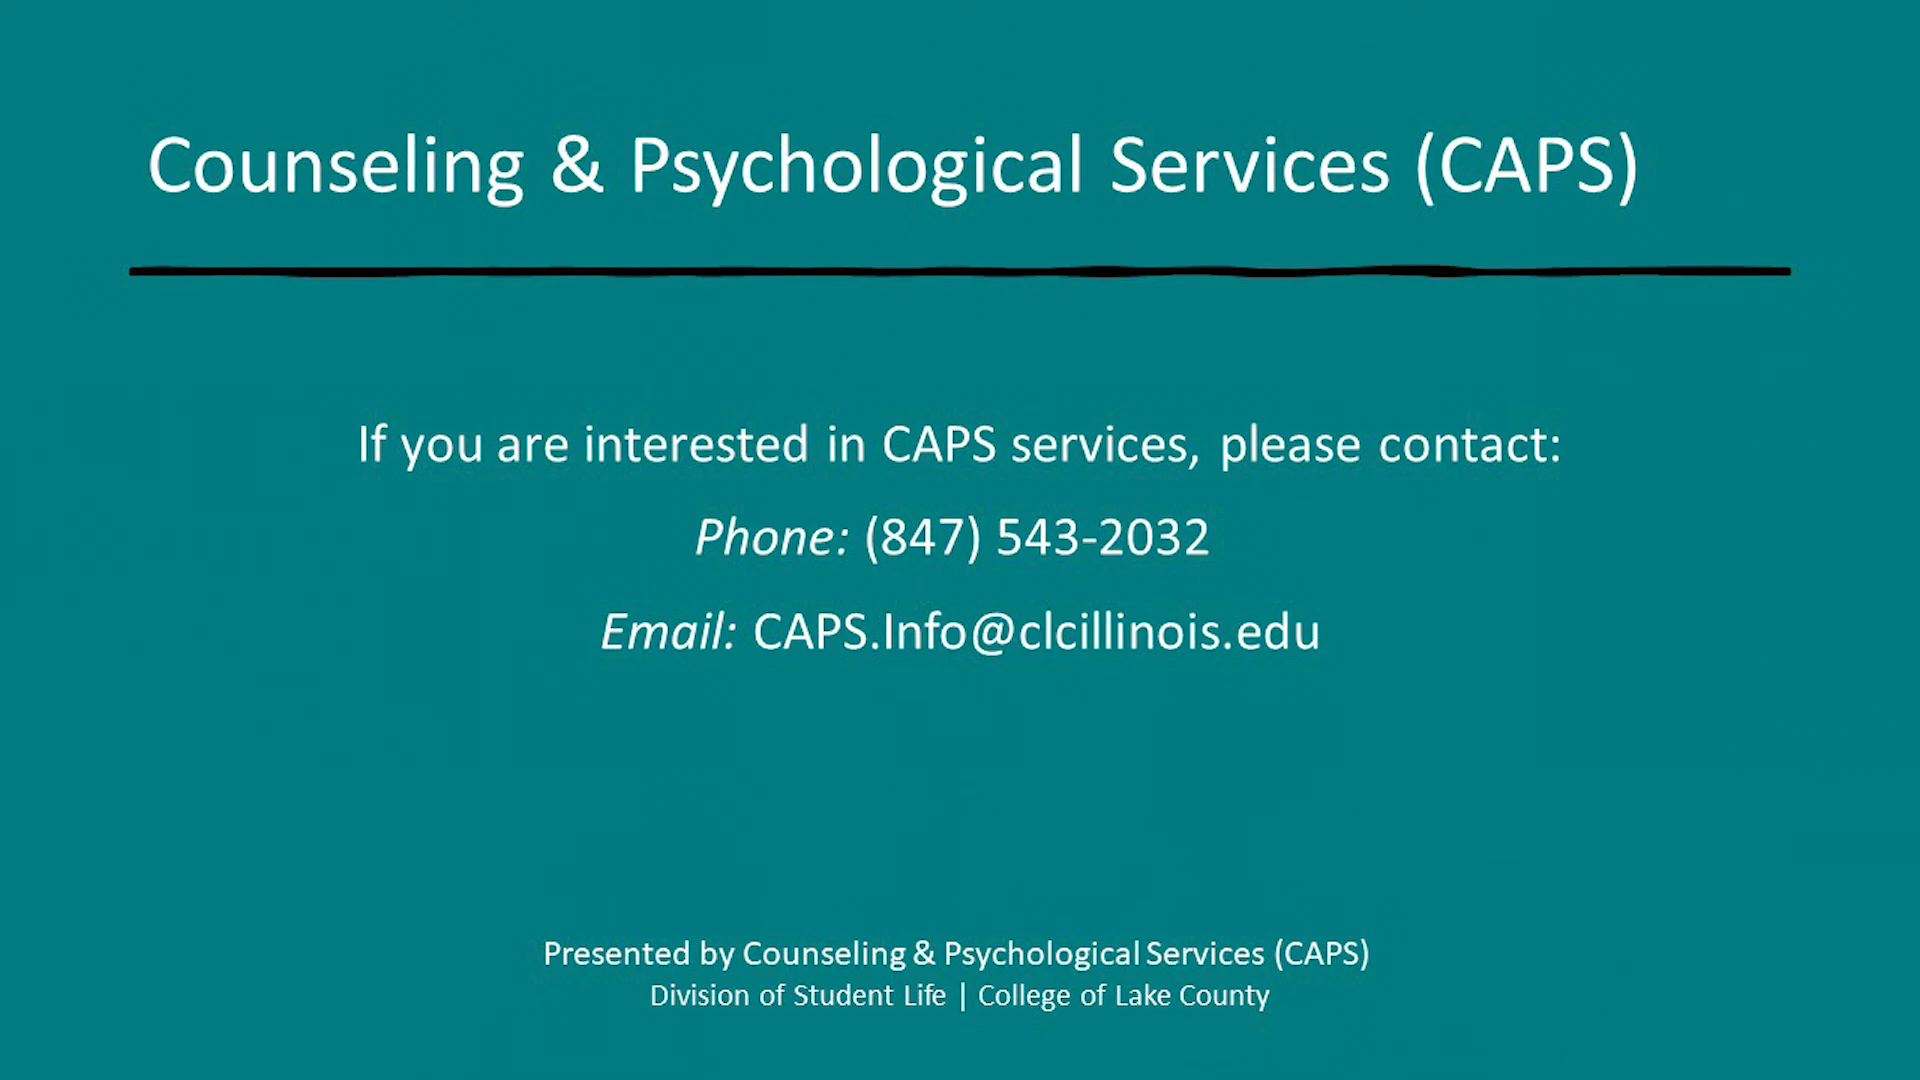 Counseling & Psychological Services (CAPS)
If you are interested in CAPS services, please contact:
Phone: (847) 543-2032
Email: CAPS.Info@clcillinois.edu
Presented by Counseling & Psychological Services (CAPS)
Division of Student Life | College of Lake County